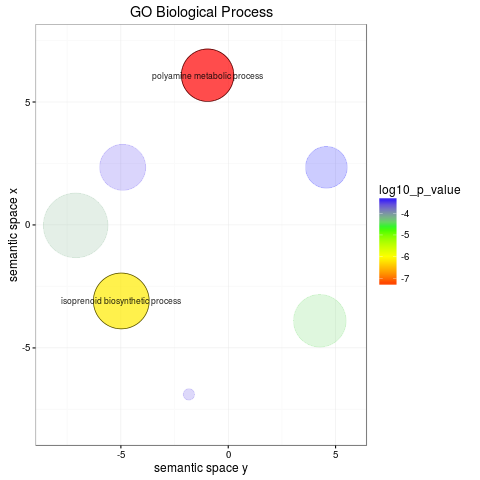 GO Biological Process
polyamine metabolic process
5
0
isoprenoid biosynthetic process
-5
semantic space x
-5
0
5
semantic space y
log10_p_value
-4
-5
-6
-7